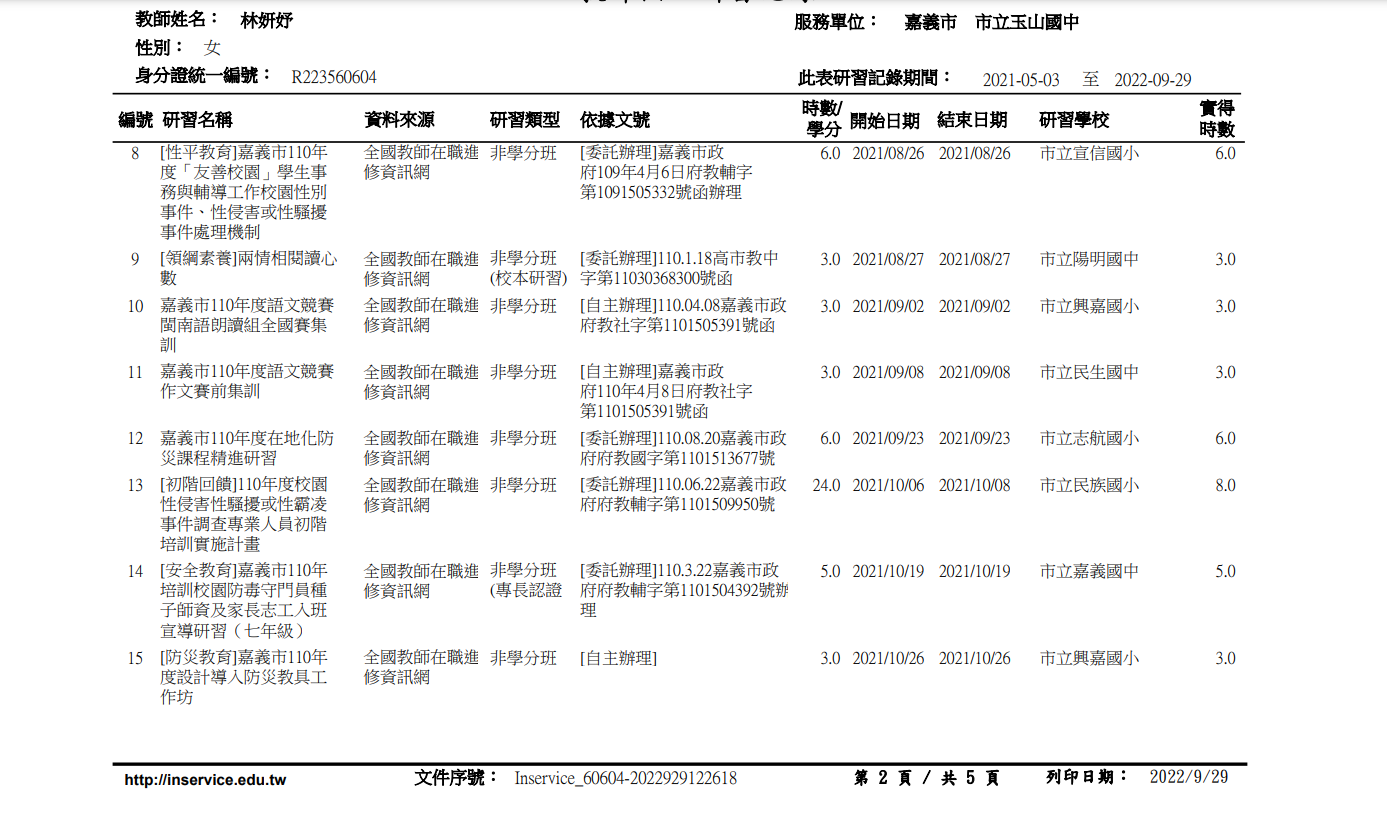 教師姓名： 林妍妤 服務單位： 嘉義市 市立玉山國中
性別： 女
身分證統一編號： R223560604 此表研習記錄期間： 2021-05-03 至 2022-09-29
編號 研習名稱 資料來源 研習類型 依據文號 時數/學分 開始日期 結束日期 研習學校 實得時數
8 [性平教育]嘉義市110年 全國教師在職進 非學分班 [委託辦理]嘉義市政 6.0 2021/08/26 2021/08/26 市立宣信國小 6.0
度「友善校園」學生事 修資訊網 府109年4月6日府教輔字
務與輔導工作校園性別 第1091505332號函辦理
事件、性侵害或性騷擾
事件處理機制
9 [領綱素養]兩情相閱讀心 全國教師在職進 非學分班 [委託辦理]110.1.18高市教中 3.0 2021/08/27 2021/08/27 市立陽明國中 3.0
數 修資訊網 (校本研習) 字第11030368300號函
10 嘉義市110年度語文競賽 全國教師在職進 非學分班 [自主辦理]110.04.08嘉義市政 3.0 2021/09/02 2021/09/02 市立興嘉國小 3.0
閩南語朗讀組全國賽集 修資訊網 府教社字第1101505391號函
訓
11 嘉義市110年度語文競賽 全國教師在職進 非學分班 [自主辦理]嘉義市政 3.0 2021/09/08 2021/09/08 市立民生國中 3.0
作文賽前集訓 修資訊網 府110年4月8日府教社字
第1101505391號函
12 嘉義市110年度在地化防 全國教師在職進 非學分班 [委託辦理]110.08.20嘉義市政 6.0 2021/09/23 2021/09/23 市立志航國小 6.0
災課程精進研習 修資訊網 府府教國字第1101513677號
13 [初階回饋]110年度校園 全國教師在職進 非學分班 [委託辦理]110.06.22嘉義市政 24.0 2021/10/06 2021/10/08 市立民族國小 8.0
性侵害性騷擾或性霸凌 修資訊網 府府教輔字第1101509950號
事件調查專業人員初階
培訓實施計畫
14 [安全教育]嘉義市110年 全國教師在職進 非學分班 [委託辦理]110.3.22嘉義市政 5.0 2021/10/19 2021/10/19 市立嘉義國中 5.0
培訓校園防毒守門員種 修資訊網 (專長認證 府府教輔字第1101504392號辦
子師資及家長志工入班 理
宣導研習（七年級）
15 [防災教育]嘉義市110年 全國教師在職進 非學分班 [自主辦理] 3.0 2021/10/26 2021/10/26 市立興嘉國小 3.0
度設計導入防災教具工 修資訊網
作坊
http://inservice.edu.tw 文件序號： Inservice_60604-2022929122618 第 2 頁 / 共 5 頁 列印日期： 2022/9/29